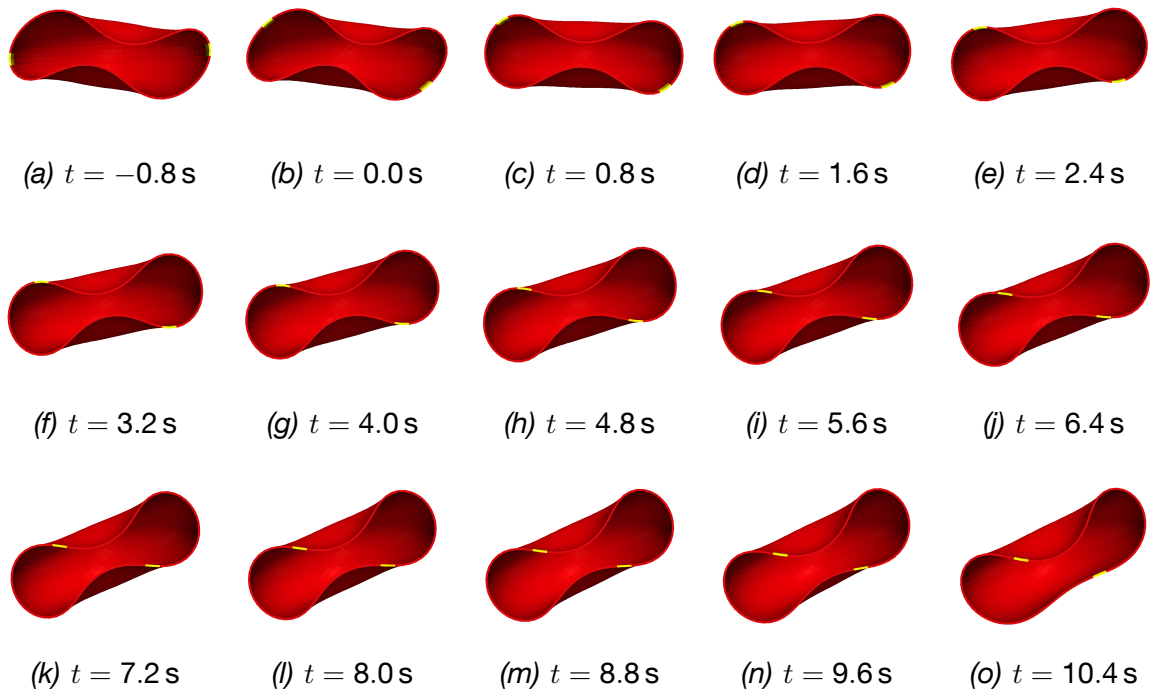 (a) t = −0.8 s (b) t = 0.0 s (c) t = 0.8 s (d) t = 1.6 s (e) t = 2.4 s
(f) t = 3.2 s (g) t = 4.0 s (h) t = 4.8 s (i) t = 5.6 s (j) t = 6.4 s
(k) t = 7.2 s (l) t = 8.0 s (m) t = 8.8 s (n) t = 9.6 s (o) t = 10.4 s